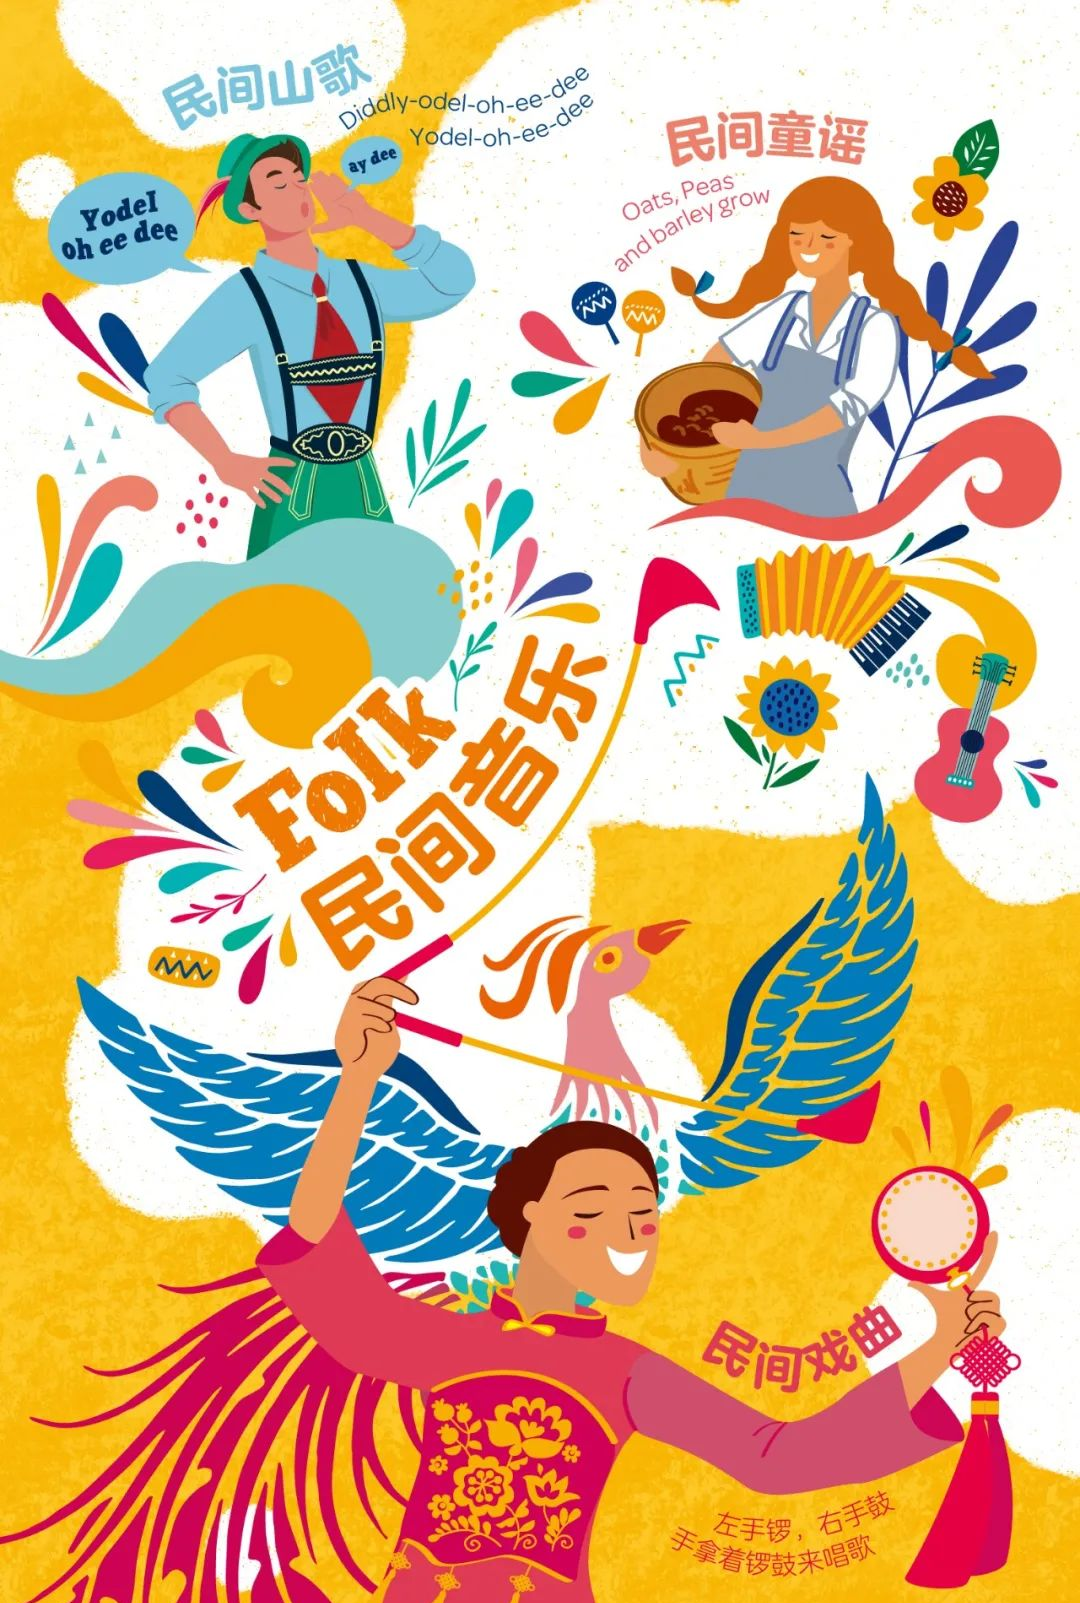 民间山歌
Diddly-odel-oh-ee-dee
Yodel-oh-ee-dee
ay dee
Yodel
oh ee dee
民间童谣
Oats, Peas
and barley grow
Folk
民间音乐
民间戏曲
左手锣，右手鼓
手拿着锣鼓来唱歌